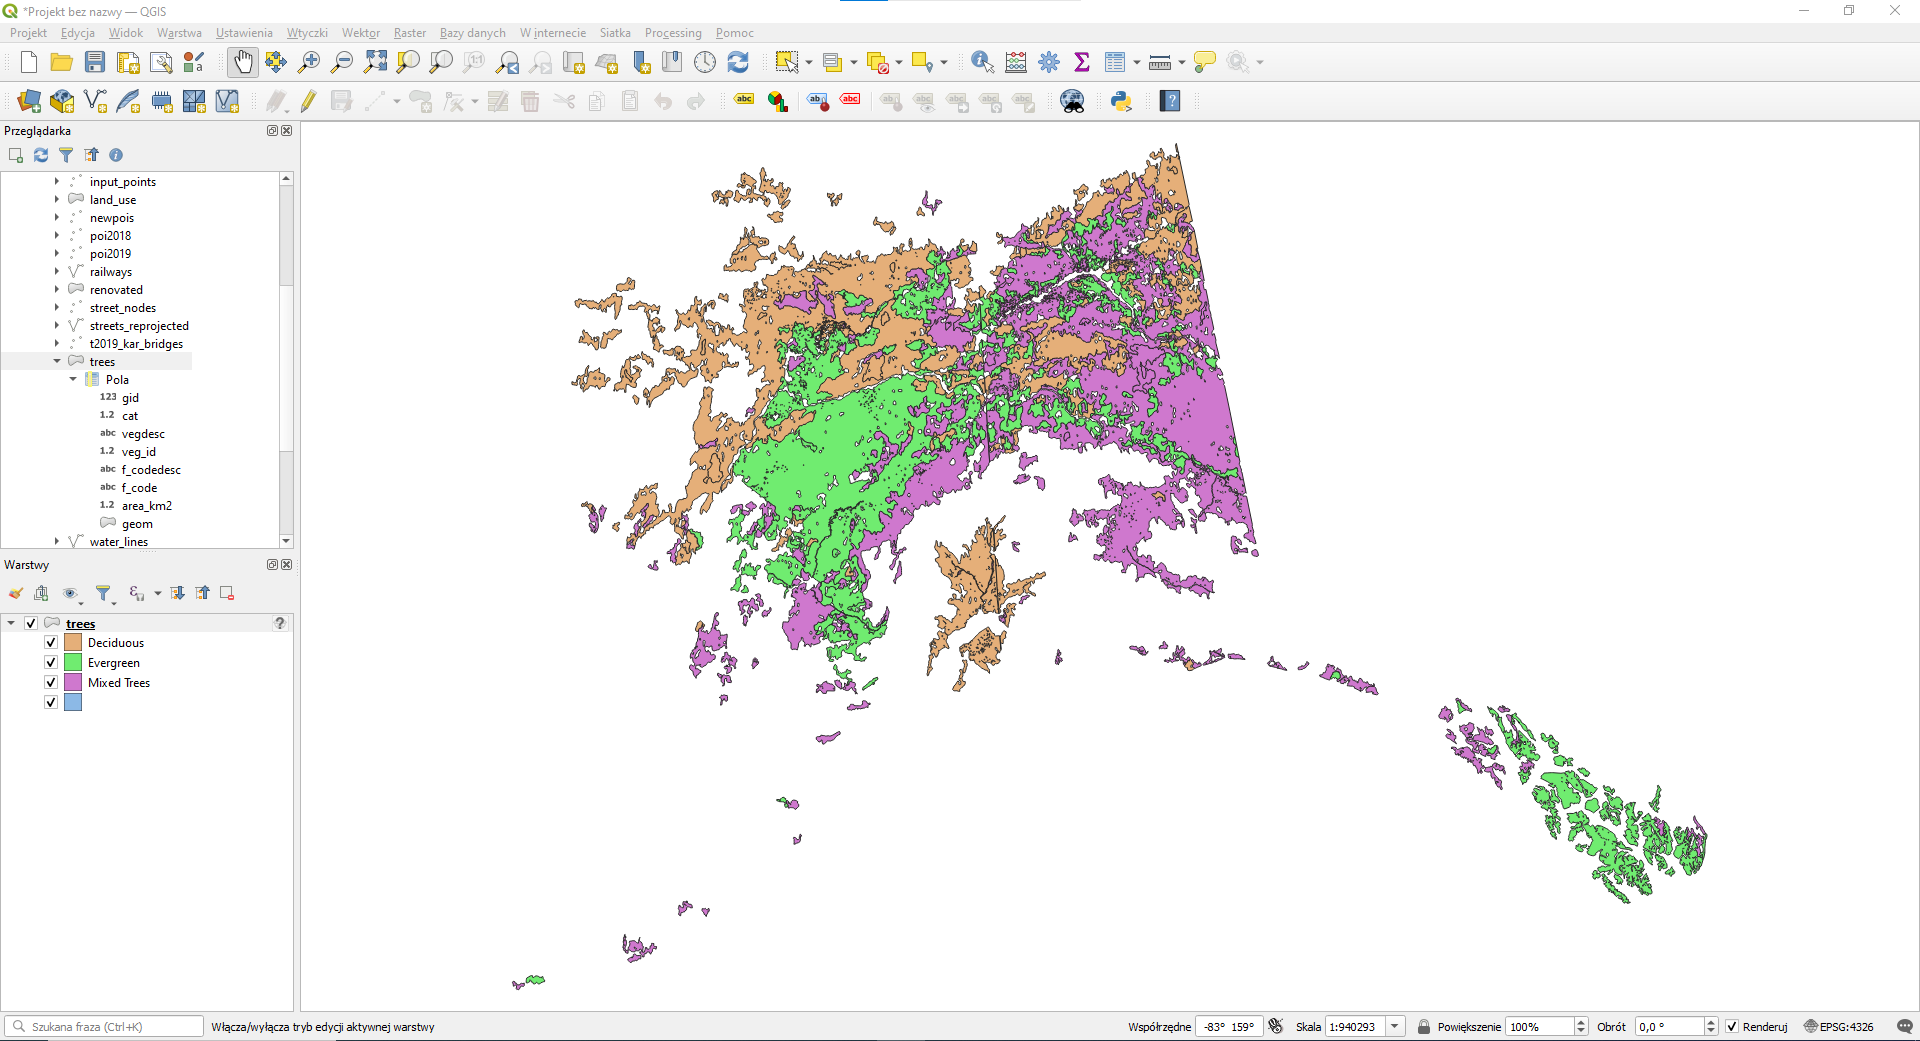 *Projekt bez nazwy — QGIS
Projekt Edycja Widok Warstwa Ustawienia Wtyczki Wektor Raster Bazy danych W internecie Siatka Processing Pomoc
Przeglądarka
input_points
land_use
newpois
poi2018
poi2019
railways
renovated
street_nodes
streets_reprojected
t2019_kar_bridges
trees
Pola
123 gid
1.2 cat
abc vegdesc
1.2 veg_id
abc f_codedesc
abc f_code
1.2 area_km2
geom
water_lines
Warstwy
trees
Deciduous
Evergreen
Mixed Trees
Szukana fraza (Ctrl+K) Włącza/wyłącza tryb edycji aktywnej warstwy Współrzędne -83° 159° Skala 1:940293 Powiększenie 100% Obrót 0,0 ° Renderuj EPSG:4326